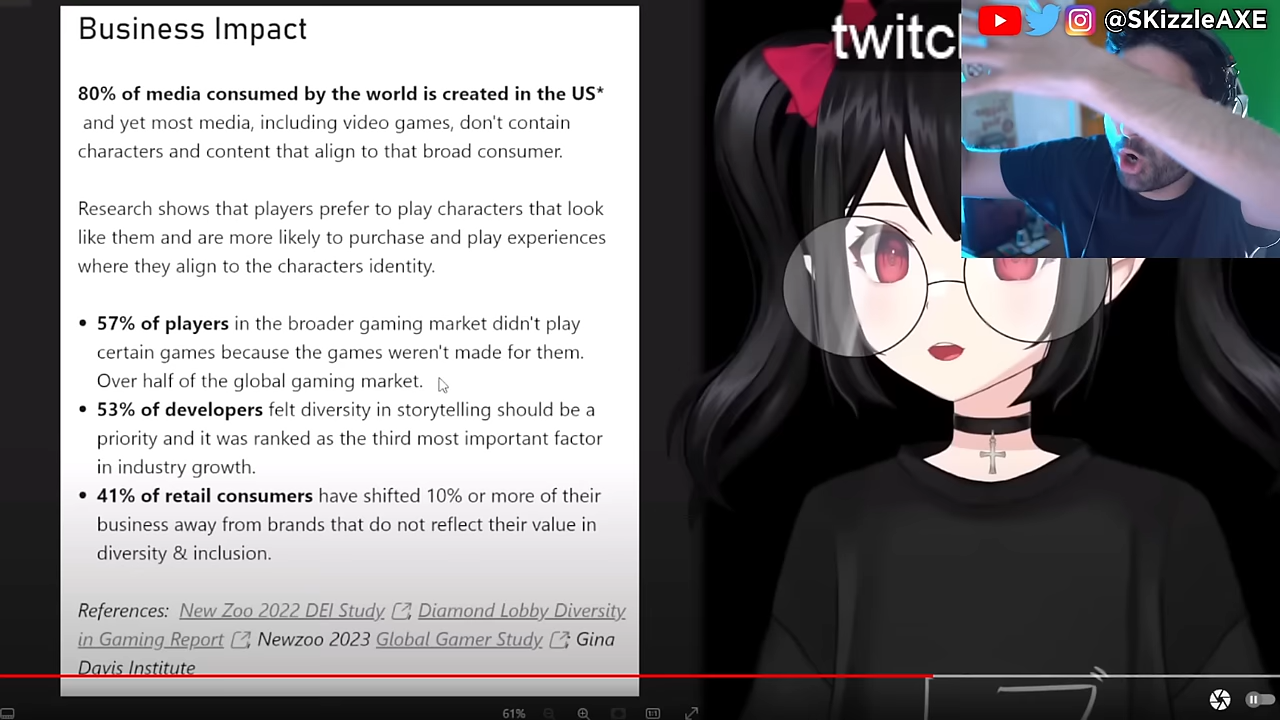 Business Impact
80% of media consumed by the world is created in the US*
and yet most media, including video games, don't contain
characters and content that align to that broad consumer.
Research shows that players prefer to play characters that look
like them and are more likely to purchase and play experiences
where they align to the characters identity.
• 57% of players in the broader gaming market didn't play
certain games because the games weren't made for them.
Over half of the global gaming market.
• 53% of developers felt diversity in storytelling should be a
priority and it was ranked as the third most important factor
in industry growth.
• 41% of retail consumers have shifted 10% or more of their
business away from brands that do not reflect their value in
diversity & inclusion.
References: New Zoo 2022 DEI Study, Diamond Lobby Diversity
in Gaming Report, Newzoo 2023 Global Gamer Study; Gina
Davis Institute
61%
1:1
twitc
@SKizzleAXE